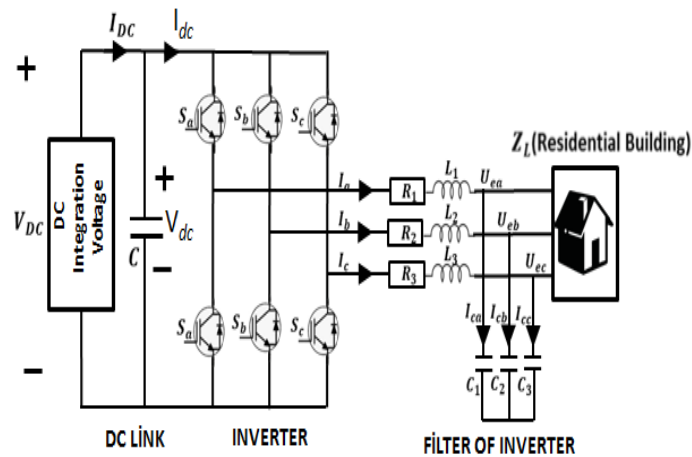 I_DC
I_dc
+
S_a
S_b
S_c
Z_L(Residential Building)
I_a
R_1
L_1
U_ea
+
V_DC
DC Integration Voltage
C
V_dc
I_b
R_2
L_2
U_eb
I_c
R_3
L_3
U_ec
−
S_a
S_b
S_c
I_ca
I_cb
I_cc
−
C_1
C_2
C_3
DC LİNK
INVERTER
FİLTER OF INVERTER